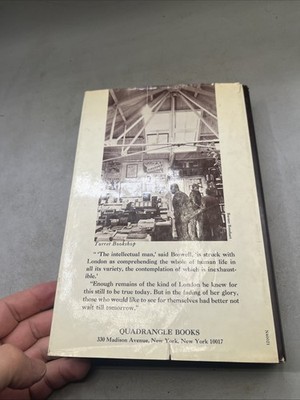 Turret Bookshop
"'The intellectual man,' said Boswell, 'is struck with
London as comprehending the whole of human life in
all its variety, the contemplation of which is inexhaust-
ible.'
"Enough remains of the kind of London he knew for
this still to be true today. But in the fading of her glory,
those who would like to see for themselves had better not
wait till tomorrow."
QUADRANGLE BOOKS
330 Madison Avenue, New York, New York 10017